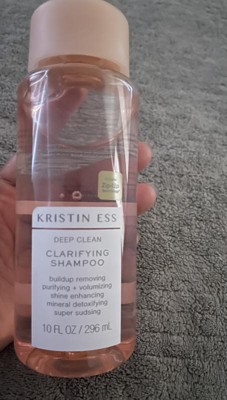 KRISTIN ESS
DEEP CLEAN
CLARIFYING
SHAMPOO
buildup removing
purifying + volumizing
shine enhancing
mineral detoxifying
super sudsing
10 FL OZ / 296 mL